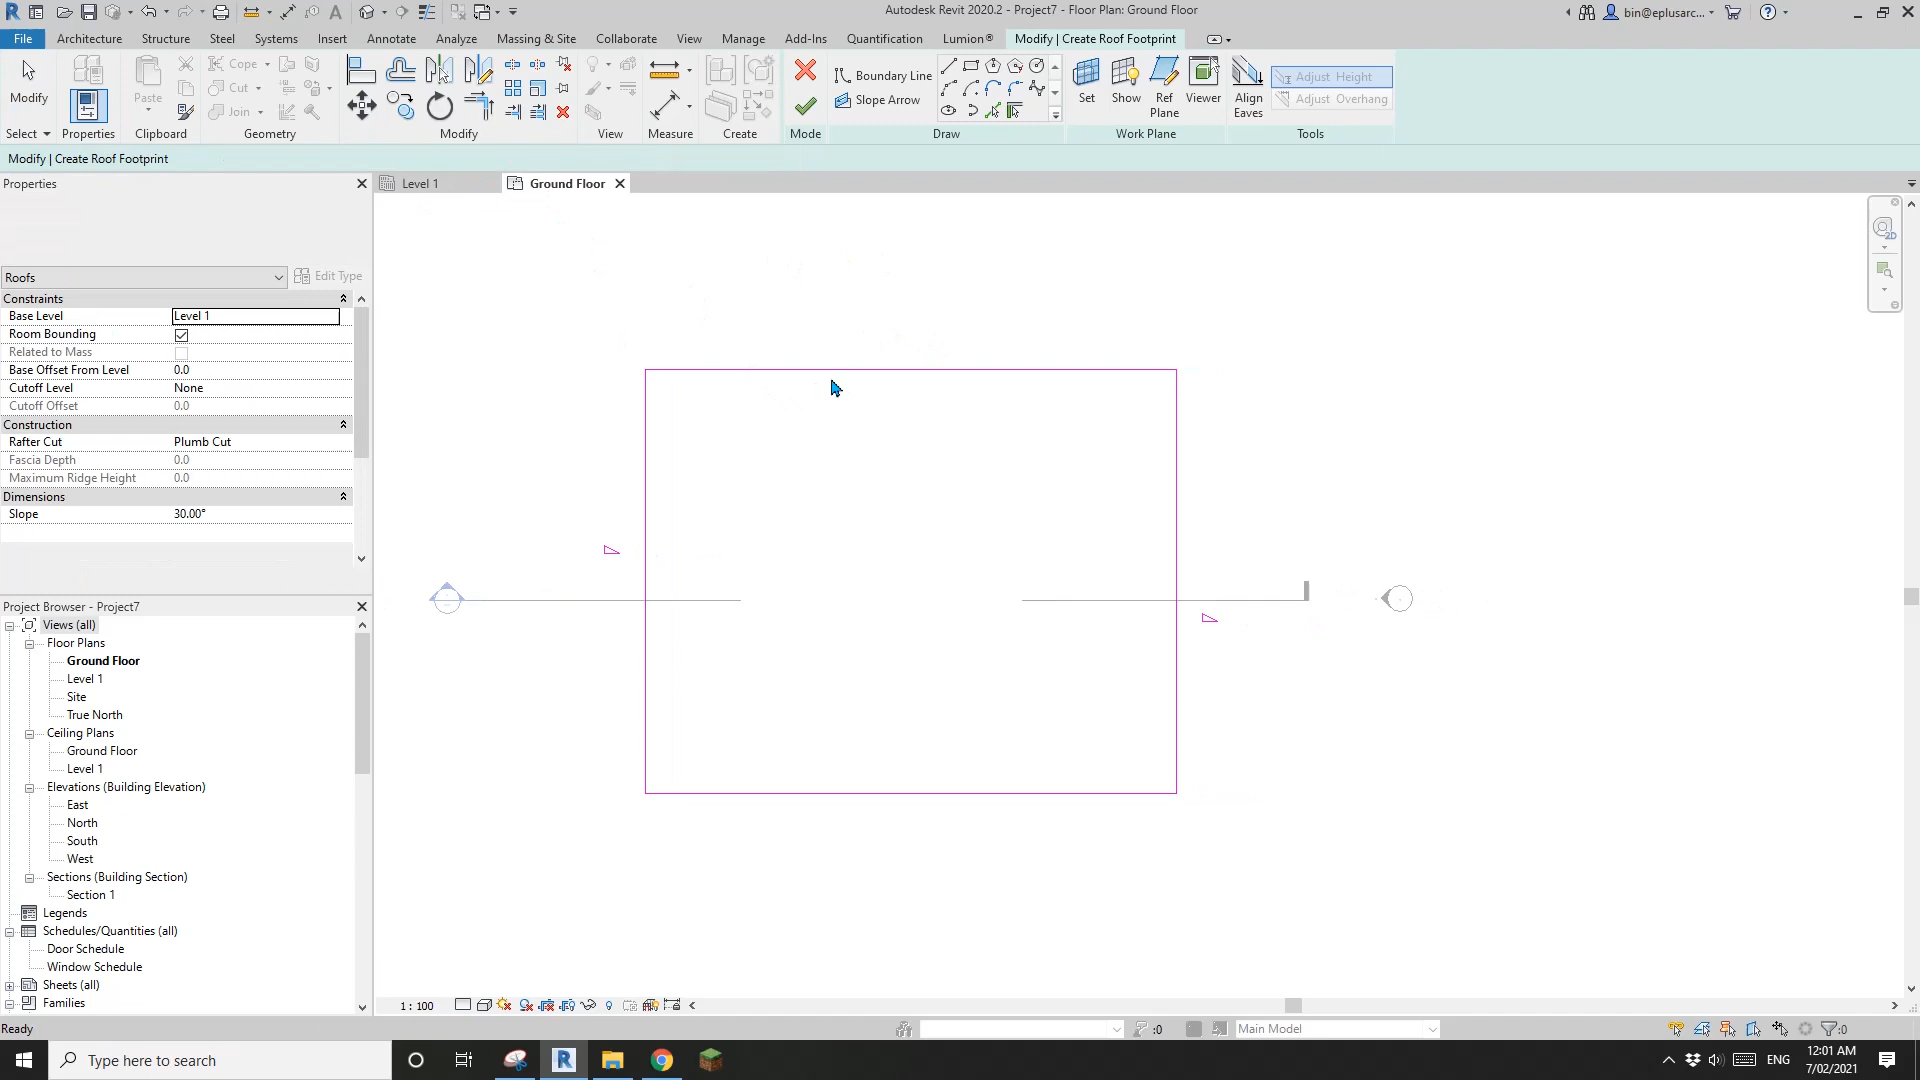 Autodesk Revit 2020.2 - Project7 - Floor Plan: Ground Floor
bin@eplusarc...
File
Architecture
Structure
Steel
Systems
Insert
Annotate
Analyze
Massing & Site
Collaborate
View
Manage
Add-Ins
Quantification
Lumion®
Modify | Create Roof Footprint
Modify
Paste
Cope
Cut
Join
Boundary Line
Slope Arrow
Set
Show
Ref
Plane
Viewer
Align
Eaves
Adjust Height
Adjust Overhang
Select
Properties
Clipboard
Geometry
Modify
View
Measure
Create
Mode
Draw
Work Plane
Tools
Modify | Create Roof Footprint
Properties
Level 1
Ground Floor
Roofs
Edit Type
Constraints
Base Level Level 1
Room Bounding
Related to Mass
Base Offset From Level 0.0
Cutoff Level None
Cutoff Offset 0.0
Construction
Rafter Cut Plumb Cut
Fascia Depth 0.0
Maximum Ridge Height 0.0
Dimensions
Slope 30.00°
Project Browser - Project7
Views (all)
Floor Plans
Ground Floor
Level 1
Site
True North
Ceiling Plans
Ground Floor
Level 1
Elevations (Building Elevation)
East
North
South
West
Sections (Building Section)
Section 1
Legends
Schedules/Quantities (all)
Door Schedule
Window Schedule
Sheets (all)
Families
2D
1 : 100
Ready
:0
Main Model
:0
Type here to search
ENG
12:01 AM
7/02/2021